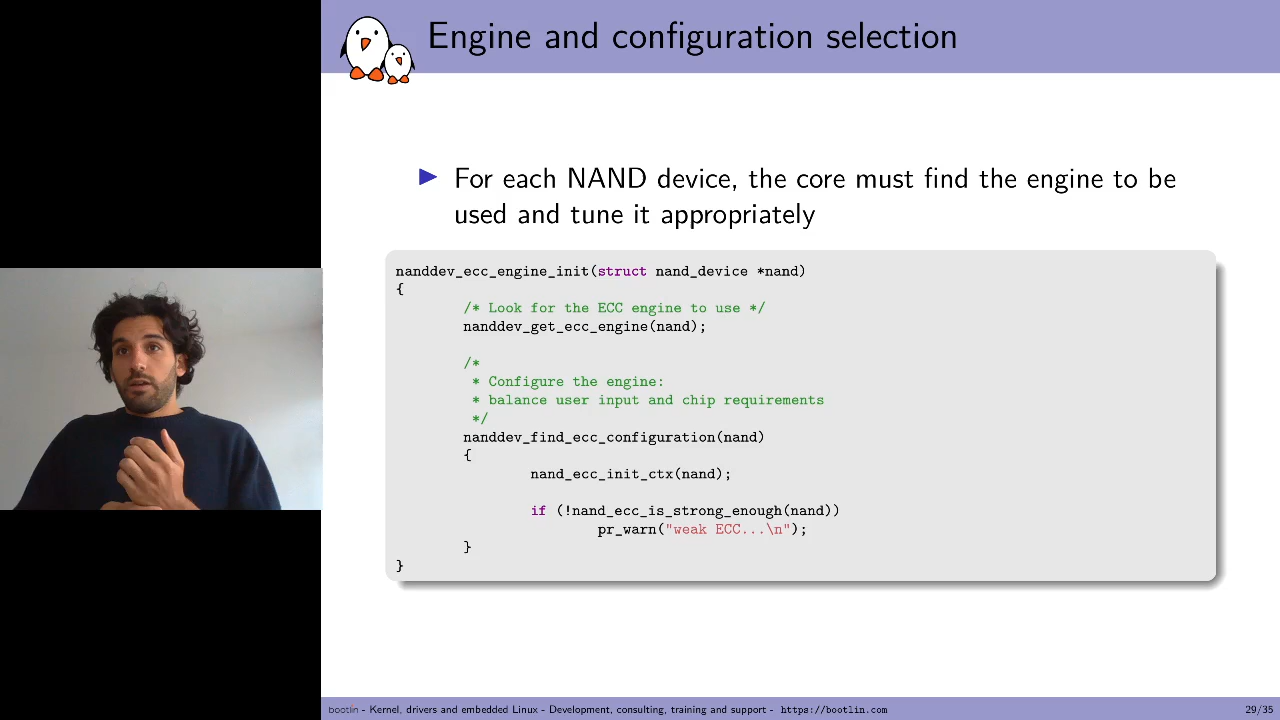 Engine and configuration selection
For each NAND device, the core must find the engine to be
used and tune it appropriately
nanddev_ecc_engine_init(struct nand_device *nand)
{
/* Look for the ECC engine to use */
nanddev_get_ecc_engine(nand);
/*
* Configure the engine:
* balance user input and chip requirements
*/
nanddev_find_ecc_configuration(nand)
{
nand_ecc_init_ctx(nand);
if (!nand_ecc_is_strong_enough(nand))
pr_warn("weak ECC...\n");
}
}
bootlin - Kernel, drivers and embedded Linux - Development, consulting, training and support - https://bootlin.com 29/35